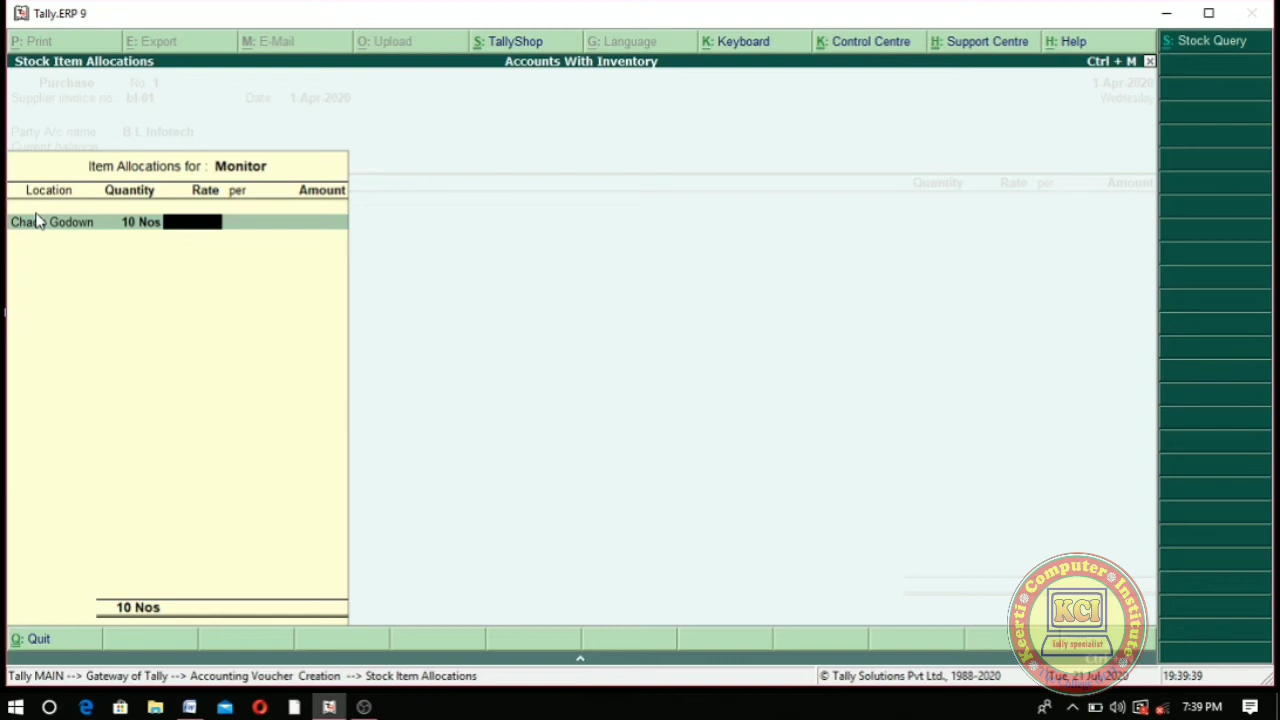 Tally.ERP 9
P: Print E: Export M: E-Mail O: Upload S: TallyShop G: Language K: Keyboard K: Control Centre H: Support Centre H: Help S: Stock Query
Stock Item Allocations Accounts With Inventory Ctrl + M
Purchase No. 1 1-Apr-2020
Supplier invoice no.: bl-01 Date 1-Apr-2020 Wednesday
Party A/c name B L Infotech
Current balance
Item Allocations for : Monitor
Location Quantity Rate per Amount
Quantity Rate per Amount
Godown 10 Nos
10 Nos
Q: Quit
Tally MAIN --> Gateway of Tally --> Accounting Voucher Creation --> Stock Item Allocations © Tally Solutions Pvt Ltd., 1988-2020 Tue, 21 Jul, 2020 19:39:39
Keerti Computer Institute
KCI
tally specialist
7:39 PM